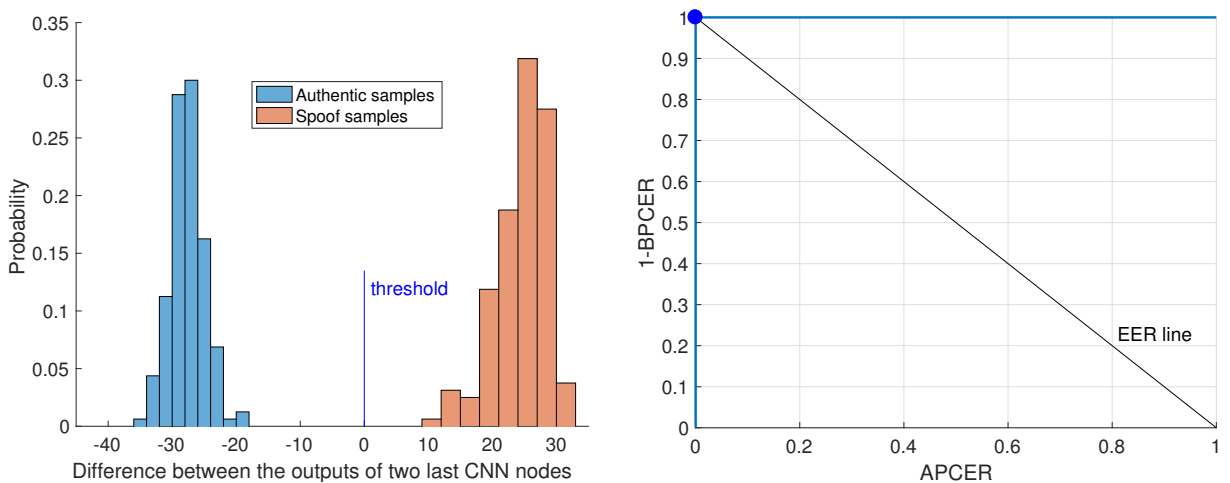 0.35
0.3
0.25
0.2
0.15
0.1
0.05
0
Probability
Authentic samples
Spoof samples
threshold
-40 -30 -20 -10 0 10 20 30
Difference between the outputs of two last CNN nodes
1
0.9
0.8
0.7
0.6
0.5
0.4
0.3
0.2
0.1
0
1-BPCER
EER line
0 0.2 0.4 0.6 0.8 1
APCER